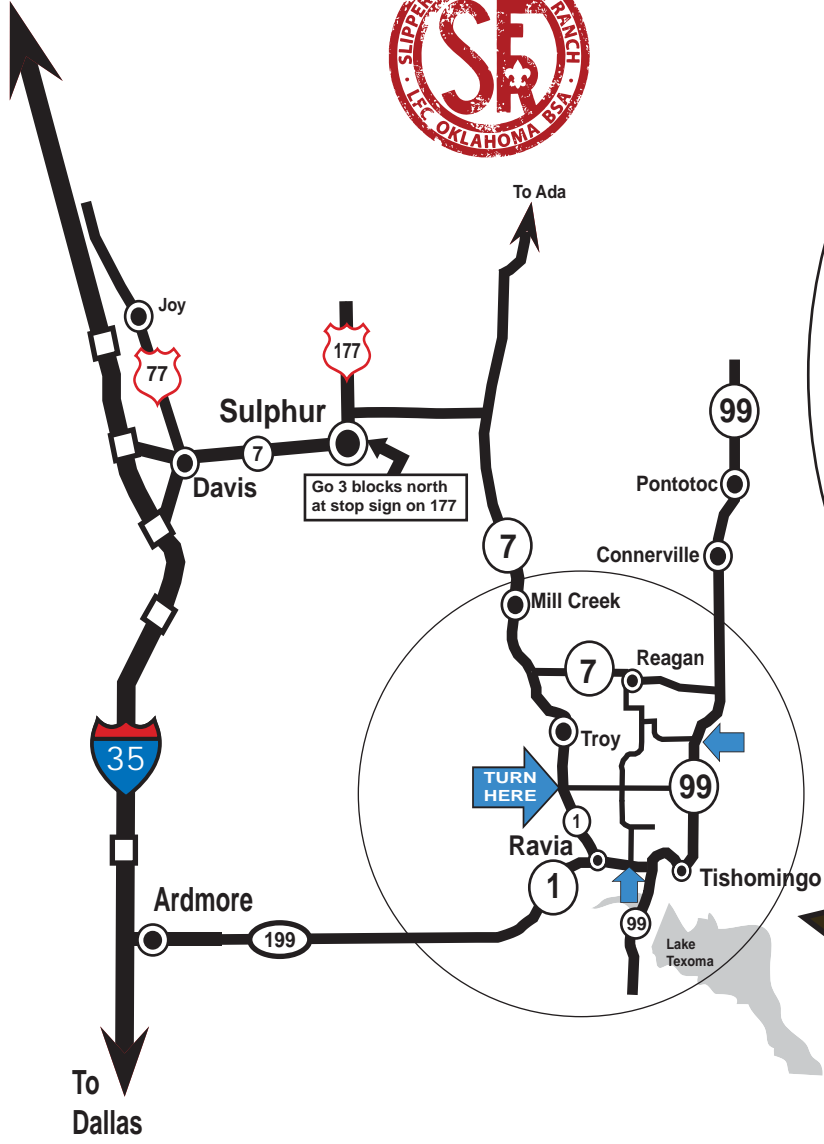 SLIPPER
RANCH
SFR
LFC OKLAHOMA BSA
To Ada
Joy
77
177
Sulphur
7
Davis
Go 3 blocks north
at stop sign on 177
99
Pontotoc
Connerville
7
Mill Creek
7
Reagan
Troy
35
TURN
HERE
99
1
Ravia
1
Tishomingo
Ardmore
199
99
Lake
Texoma
To
Dallas